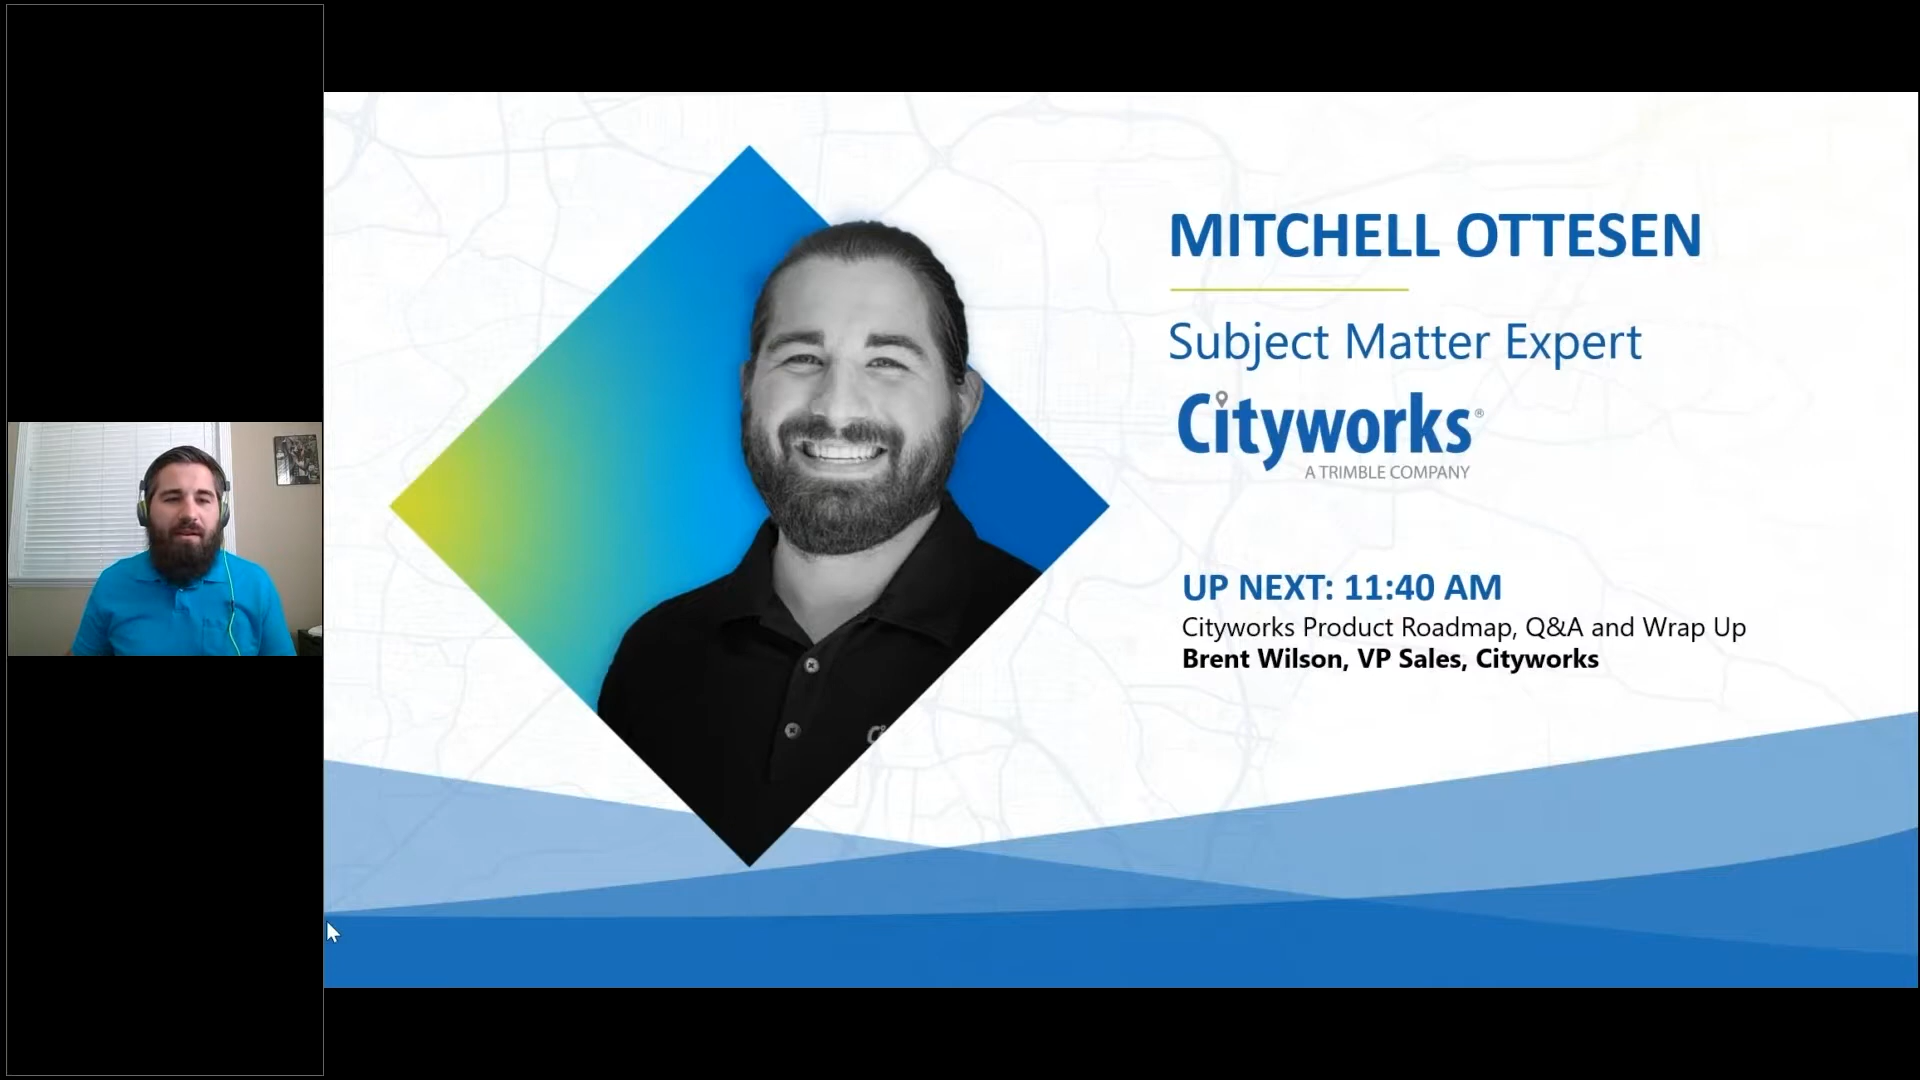 MITCHELL OTTESEN
Subject Matter Expert
Cityworks®
A TRIMBLE COMPANY
UP NEXT: 11:40 AM
Cityworks Product Roadmap, Q&A and Wrap Up
Brent Wilson, VP Sales, Cityworks